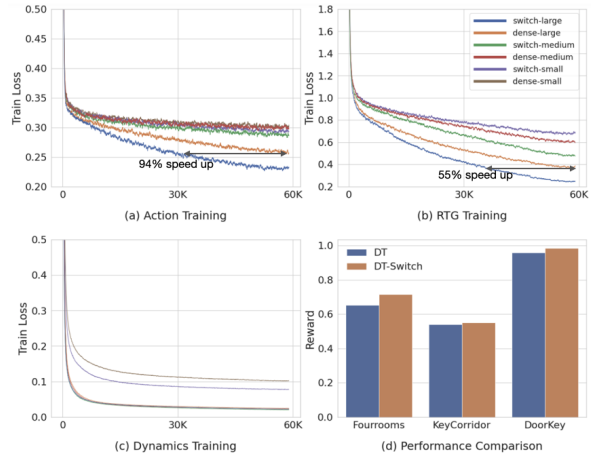 0.50
0.45
0.40
0.35
0.30
0.25
0.20
Train Loss
94% speed up
0
30K
60K
(a) Action Training
1.8
1.6
1.4
1.2
1.0
0.8
0.6
0.4
0.2
Train Loss
switch-large
dense-large
switch-medium
dense-medium
switch-small
dense-small
55% speed up
0
30K
60K
(b) RTG Training
0.5
0.4
0.3
0.2
0.1
0.0
Train Loss
0
30K
60K
(c) Dynamics Training
1.0
0.8
0.6
0.4
0.2
0.0
Reward
DT
DT-Switch
Fourrooms
KeyCorridor
DoorKey
(d) Performance Comparison